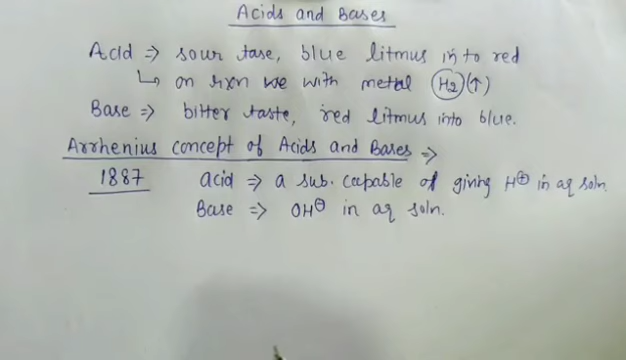 Acids and Bases
Acid => sour tase, blue litmus in to red
↳ on rxn we with metal (H2)(↑)
Base => bitter taste, red litmus into blue.
Arrhenius concept of Acids and Bases =>
1887 acid => a sub. capable of giving H⊕ in aq soln.
Base => OH⊖ in aq soln.